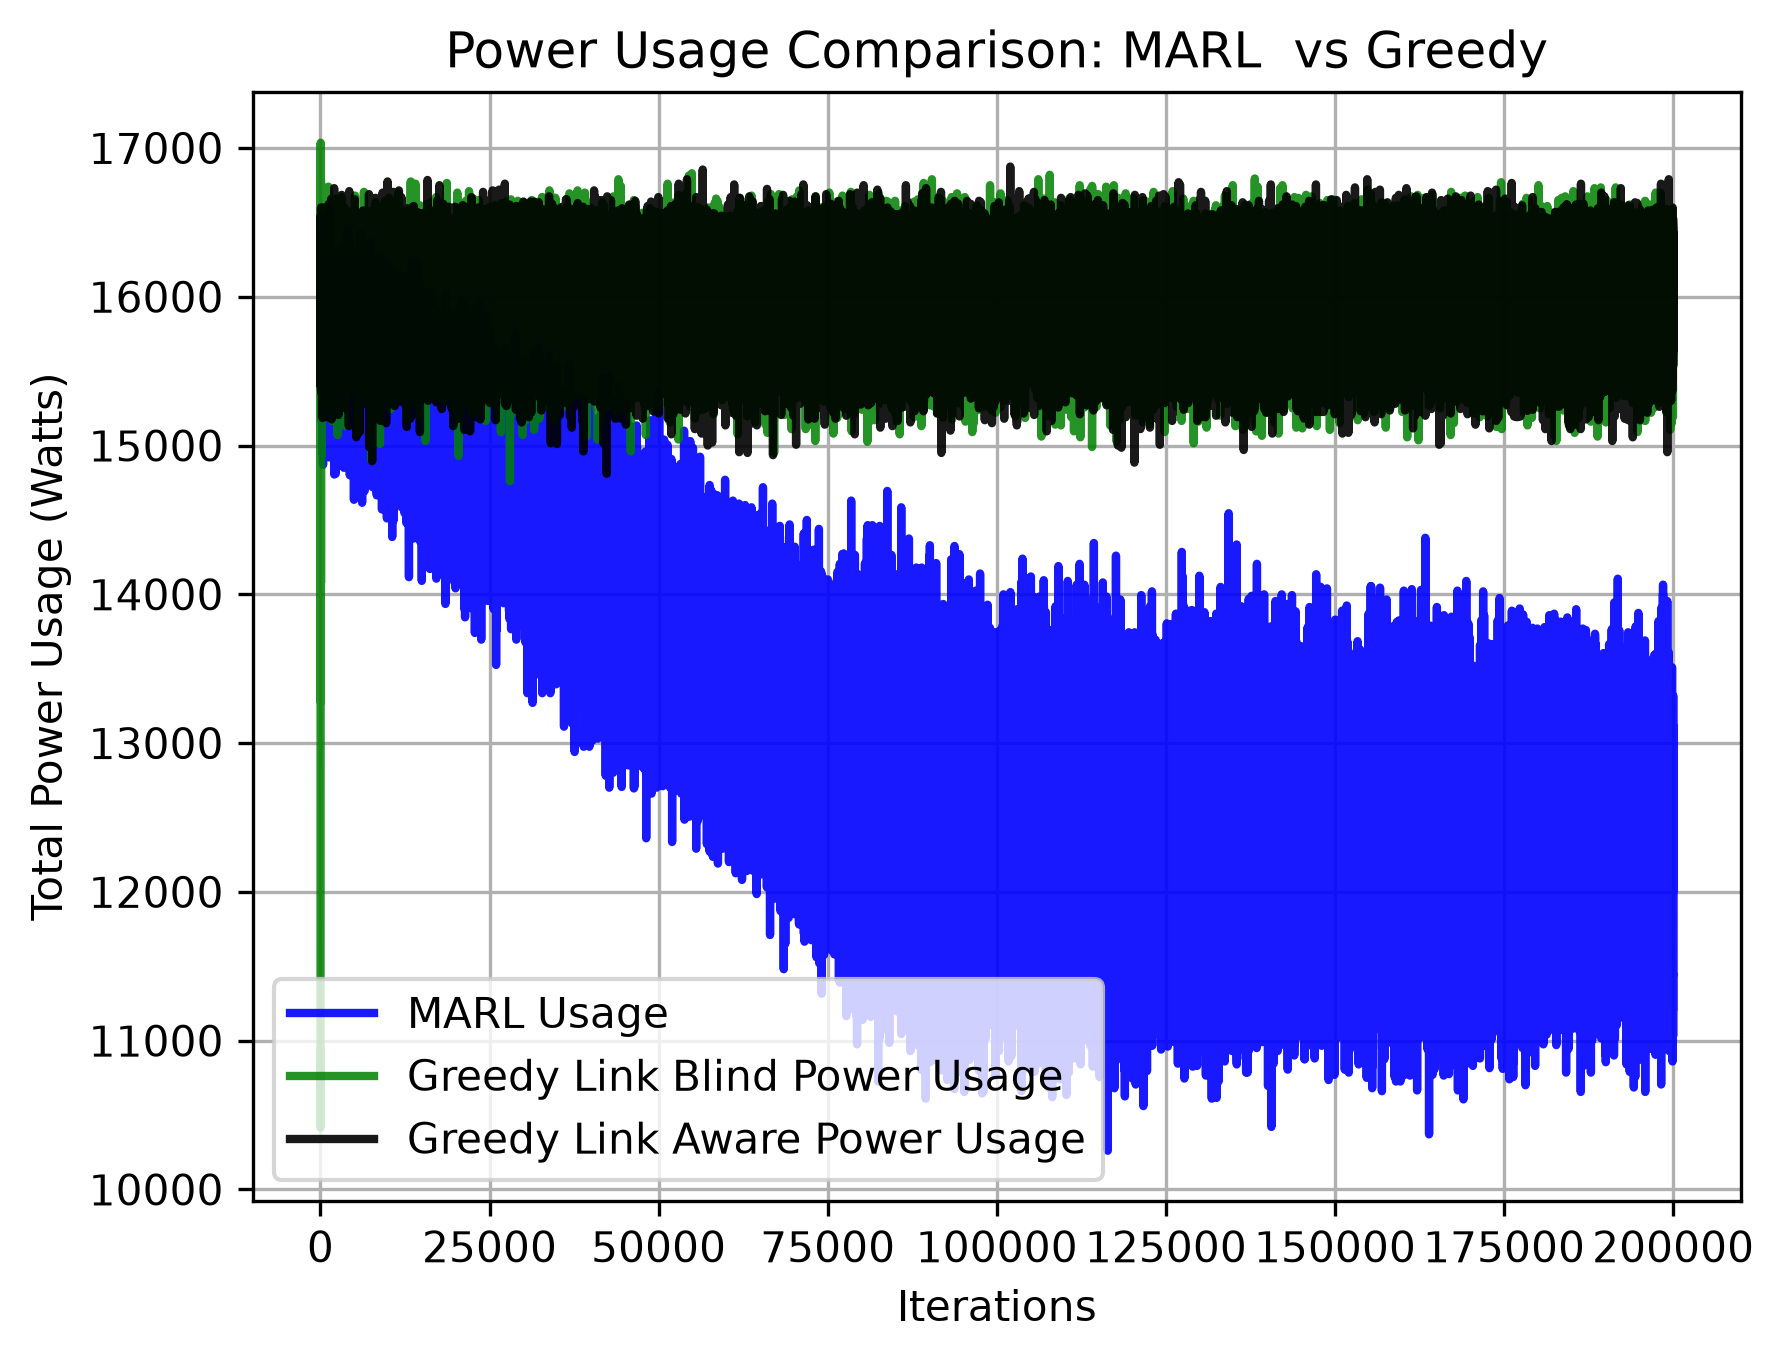 Power Usage Comparison: MARL  vs Greedy
Total Power Usage (Watts)
17000
16000
15000
14000
13000
12000
11000
10000
MARL Usage
Greedy Link Blind Power Usage
Greedy Link Aware Power Usage
0 25000 50000 75000 100000 125000 150000 175000 200000
Iterations